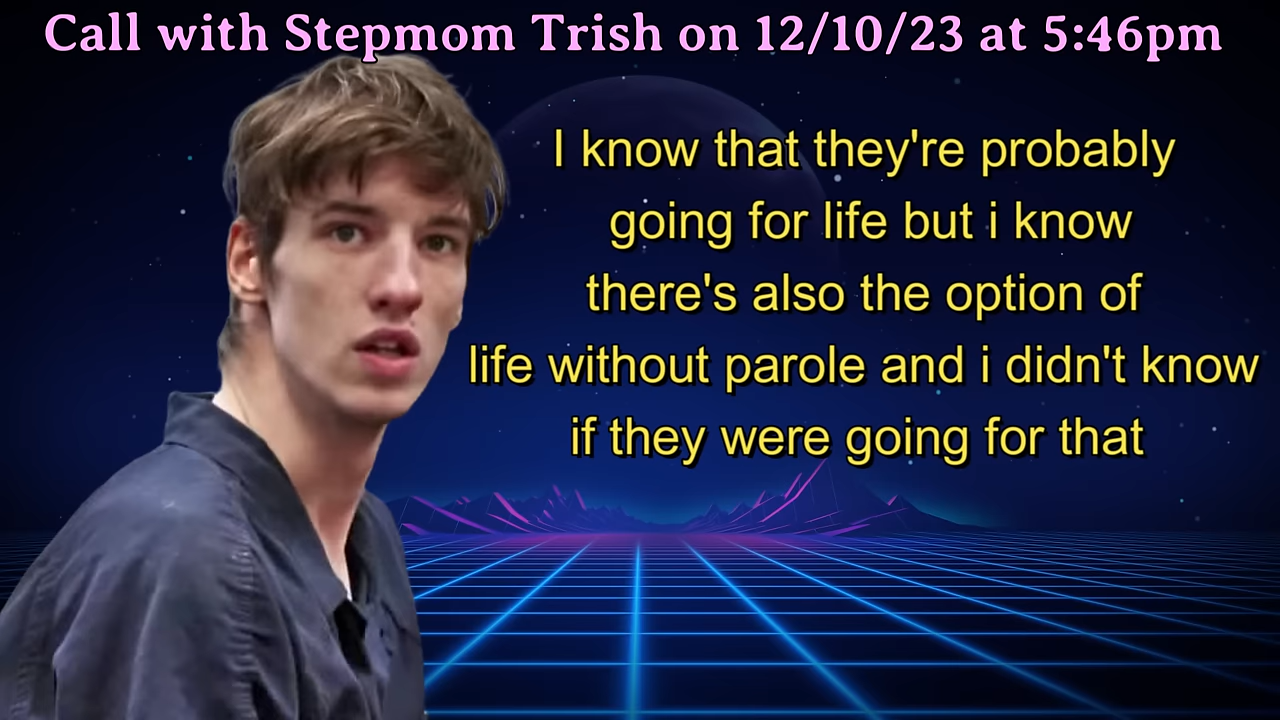 Call with Stepmom Trish on 12/10/23 at 5:46pm
I know that they're probably
going for life but i know
there's also the option of
life without parole and i didn't know
if they were going for that